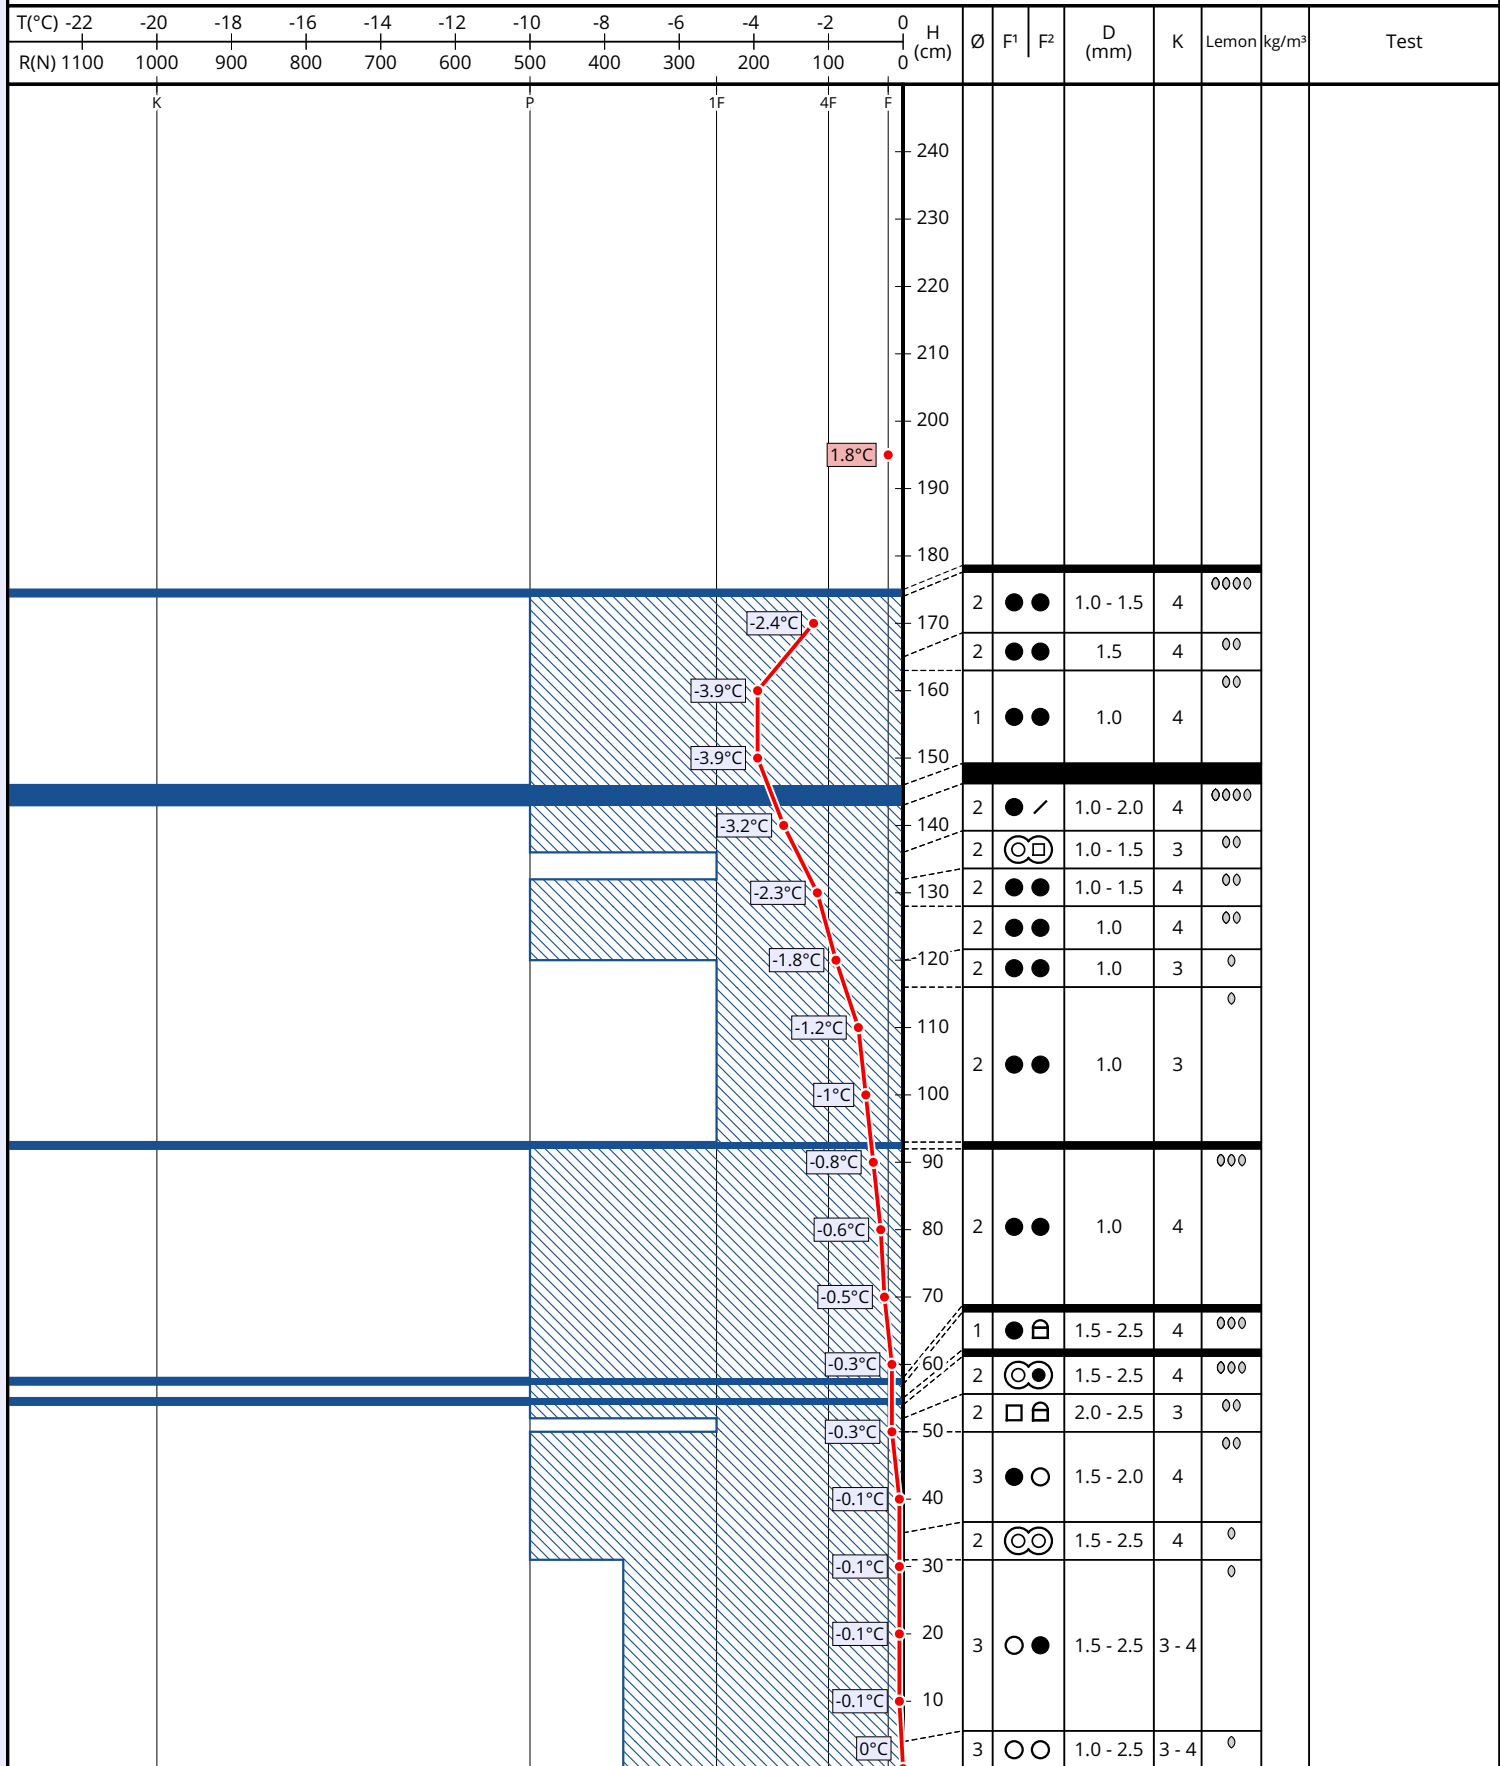 T(°C) -22 -20 -18 -16 -14 -12 -10 -8 -6 -4 -2 0
R(N) 1100 1000 900 800 700 600 500 400 300 200 100 0
H (cm) Ø F¹ F² D (mm) K Lemon kg/m³ Test
K P 1F 4F F
240
230
220
210
200
1.8°C
190
180
2 1.0 - 1.5 4
-2.4°C 170
2 1.5 4
-3.9°C 160
1 1.0 4
-3.9°C 150
2 1.0 - 2.0 4
-3.2°C 140
2 1.0 - 1.5 3
2 1.0 - 1.5 4
-2.3°C 130
2 1.0 4
-1.8°C 120
2 1.0 3
-1.2°C 110
2 1.0 3
-1°C 100
-0.8°C 90
2 1.0 4
-0.6°C 80
-0.5°C 70
1 1.5 - 2.5 4
-0.3°C 60
2 1.5 - 2.5 4
2 2.0 - 2.5 3
-0.3°C 50
3 1.5 - 2.0 4
-0.1°C 40
2 1.5 - 2.5 4
-0.1°C 30
-0.1°C 20
3 1.5 - 2.5 3 - 4
-0.1°C 10
0°C
3 1.0 - 2.5 3 - 4